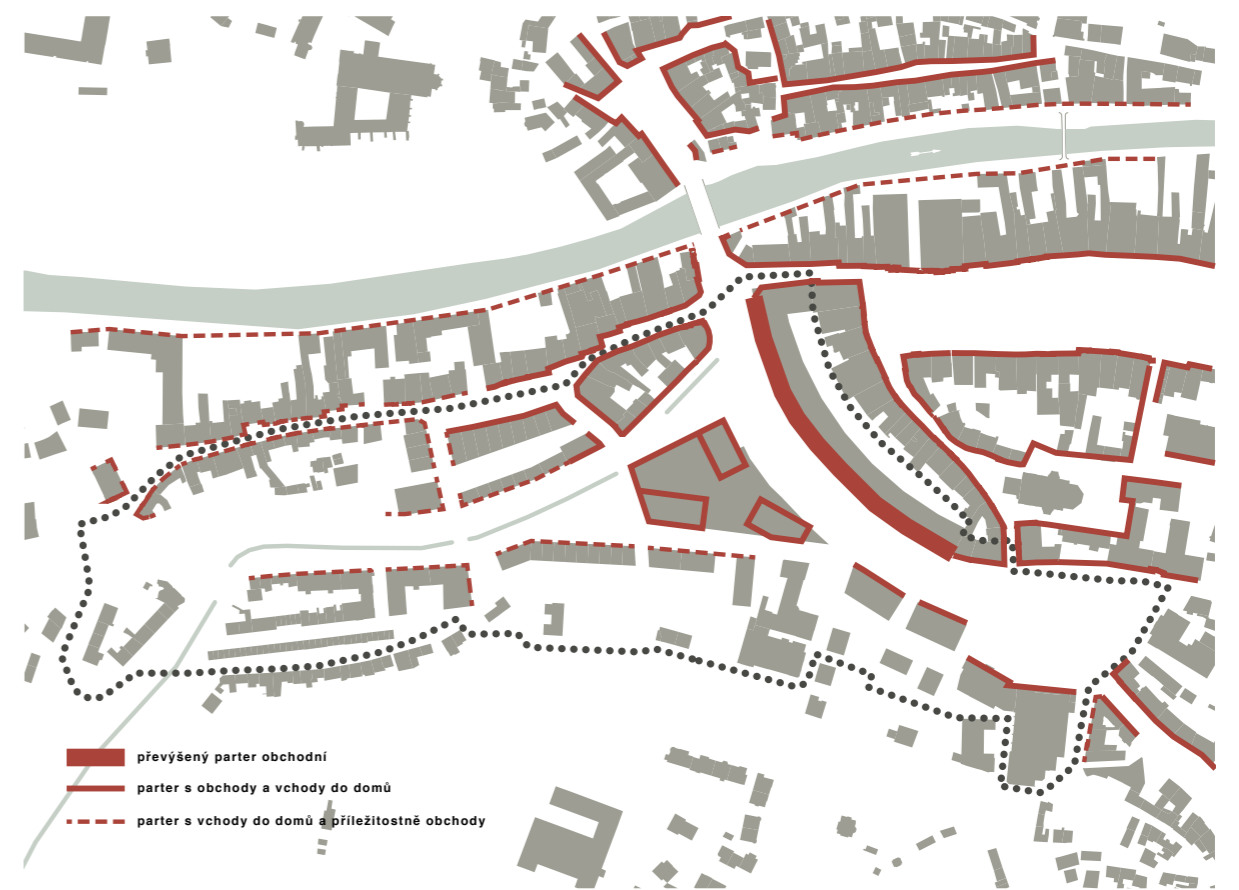 převýšený parter obchodní
parter s obchody a vchody do domů
parter s vchody do domů a příležitostně obchody